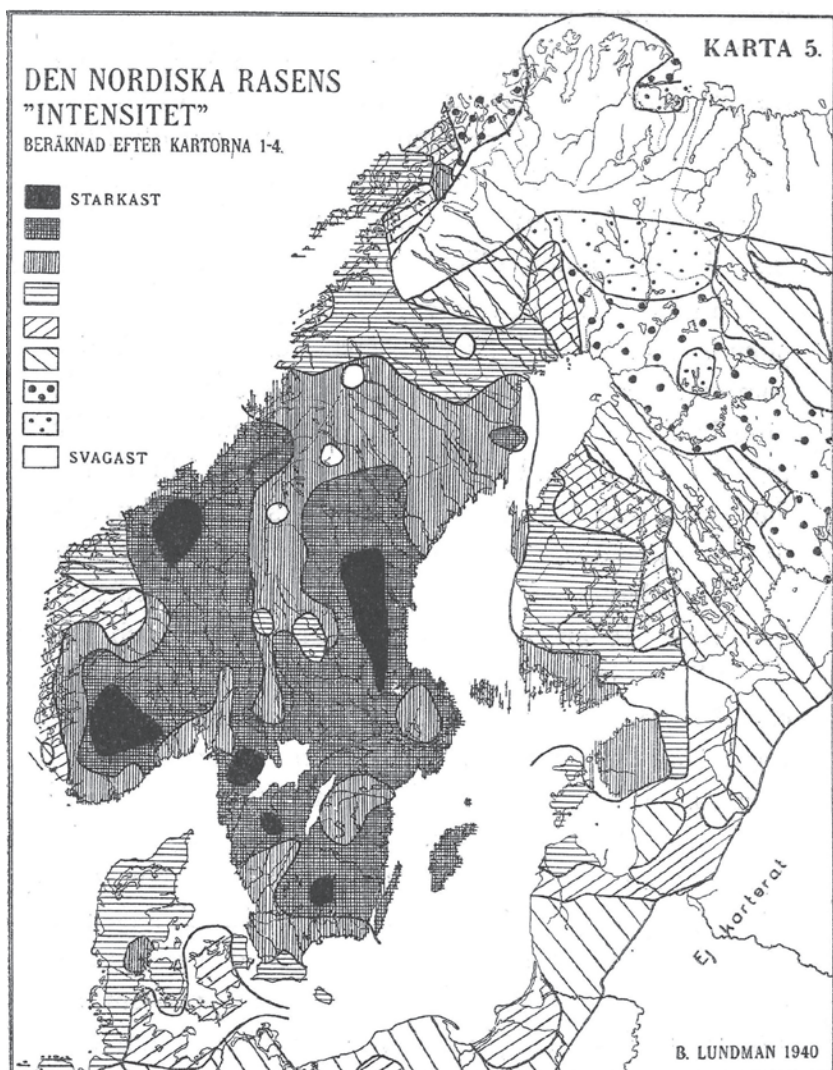 KARTA 5.
DEN NORDISKA RASENS
"INTENSITET"
BERÄKNAD EFTER KARTORNA 1-4.
STARKAST
SVAGAST
Ej karterat
B. LUNDMAN 1940